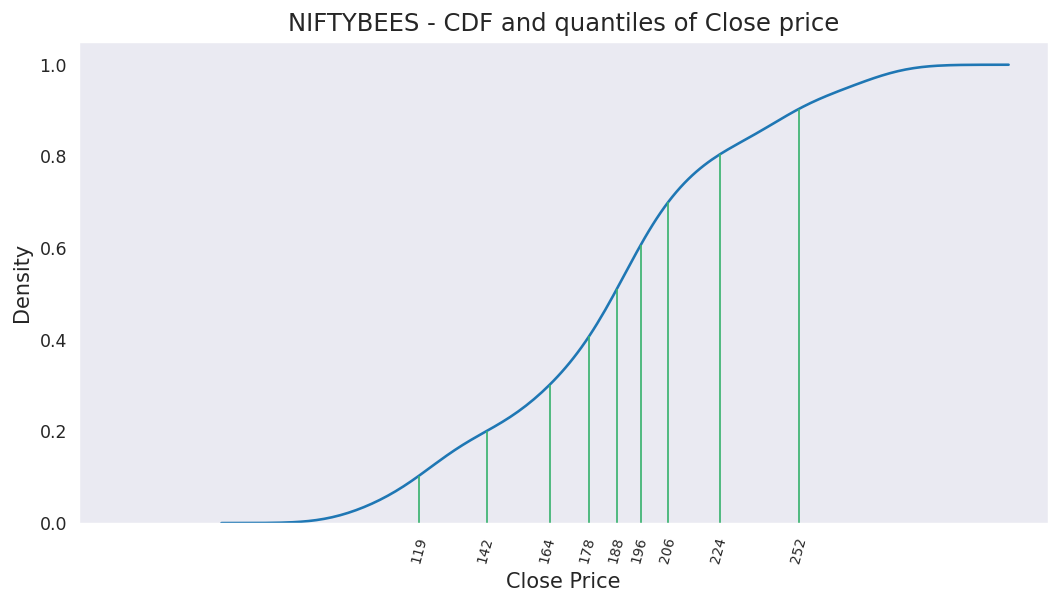 NIFTYBEES - CDF and quantiles of Close price
1.0
0.8
0.6
0.4
0.2
0.0
Density
119 142 164 178 188 196 206 224 252
Close Price